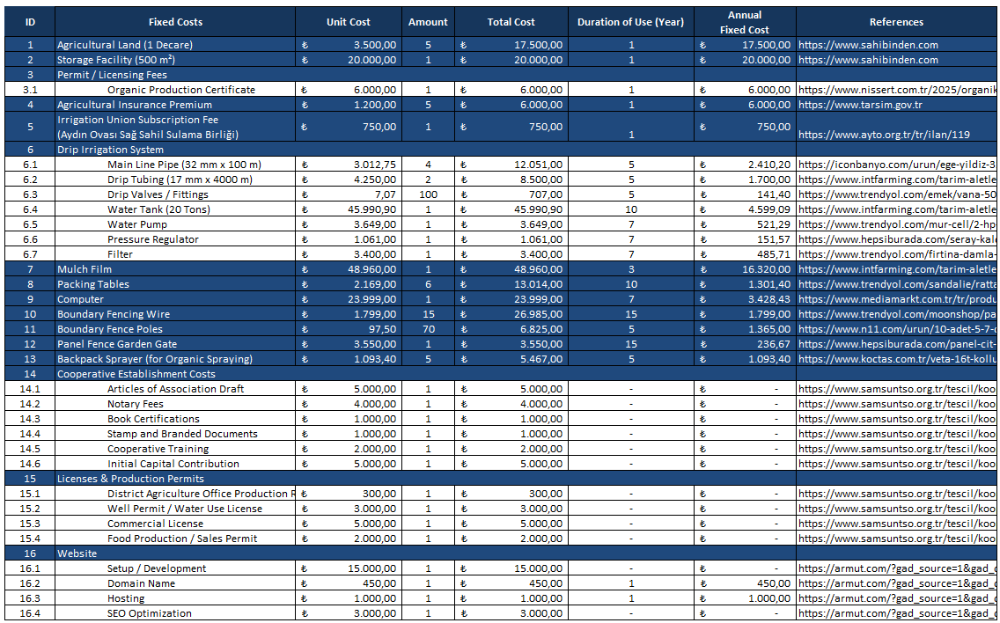 ID Fixed Costs Unit Cost Amount Total Cost Duration of Use (Year) Annual Fixed Cost References
1 Agricultural Land (1 Decare) ₺ 3.500,00 5 ₺ 17.500,00 1 ₺ 17.500,00 https://www.sahibinden.com
2 Storage Facility (500 m²) ₺ 20.000,00 1 ₺ 20.000,00 1 ₺ 20.000,00 https://www.sahibinden.com
3 Permit / Licensing Fees
3.1 Organic Production Certificate ₺ 6.000,00 1 ₺ 6.000,00 1 ₺ 6.000,00 https://www.nissert.com.tr/2025/organik
4 Agricultural Insurance Premium ₺ 1.200,00 5 ₺ 6.000,00 1 ₺ 6.000,00 https://www.tarsim.gov.tr
5 Irrigation Union Subscription Fee
(Aydın Ovası Sağ Sahil Sulama Birliği) ₺ 750,00 1 ₺ 750,00 1 ₺ 750,00 https://www.ayto.org.tr/tr/ilan/119
6 Drip Irrigation System
6.1 Main Line Pipe (32 mm x 100 m) ₺ 3.012,75 4 ₺ 12.051,00 5 ₺ 2.410,20 https://iconbanyo.com/urun/ege-yildiz-3
6.2 Drip Tubing (17 mm x 4000 m) ₺ 4.250,00 2 ₺ 8.500,00 5 ₺ 1.700,00 https://www.intfarming.com/tarim-aletle
6.3 Drip Valves / Fittings ₺ 7,07 100 ₺ 707,00 5 ₺ 141,40 https://www.trendyol.com/emek/vana-50
6.4 Water Tank (20 Tons) ₺ 45.990,90 1 ₺ 45.990,90 10 ₺ 4.599,09 https://www.intfarming.com/tarim-aletle
6.5 Water Pump ₺ 3.649,00 1 ₺ 3.649,00 7 ₺ 521,29 https://www.trendyol.com/mur-cell/2-hp-
6.6 Pressure Regulator ₺ 1.061,00 1 ₺ 1.061,00 7 ₺ 151,57 https://www.hepsiburada.com/seray-kale
6.7 Filter ₺ 3.400,00 1 ₺ 3.400,00 7 ₺ 485,71 https://www.trendyol.com/firtina-damla-
7 Mulch Film ₺ 48.960,00 1 ₺ 48.960,00 3 ₺ 16.320,00 https://www.intfarming.com/tarim-aletle
8 Packing Tables ₺ 2.169,00 6 ₺ 13.014,00 10 ₺ 1.301,40 https://www.trendyol.com/sandalie/ratta
9 Computer ₺ 23.999,00 1 ₺ 23.999,00 7 ₺ 3.428,43 https://www.mediamarkt.com.tr/tr/produ
10 Boundary Fencing Wire ₺ 1.799,00 15 ₺ 26.985,00 15 ₺ 1.799,00 https://www.trendyol.com/moonshop/pa
11 Boundary Fence Poles ₺ 97,50 70 ₺ 6.825,00 5 ₺ 1.365,00 https://www.n11.com/urun/10-adet-5-7-c
12 Panel Fence Garden Gate ₺ 3.550,00 1 ₺ 3.550,00 15 ₺ 236,67 https://www.hepsiburada.com/panel-cit-
13 Backpack Sprayer (for Organic Spraying) ₺ 1.093,40 5 ₺ 5.467,00 5 ₺ 1.093,40 https://www.koctas.com.tr/veta-16t-kollu
14 Cooperative Establishment Costs
14.1 Articles of Association Draft ₺ 5.000,00 1 ₺ 5.000,00 - ₺ - https://www.samsuntso.org.tr/tescil/koo
14.2 Notary Fees ₺ 4.000,00 1 ₺ 4.000,00 - ₺ - https://www.samsuntso.org.tr/tescil/koo
14.3 Book Certifications ₺ 1.000,00 1 ₺ 1.000,00 - ₺ - https://www.samsuntso.org.tr/tescil/koo
14.4 Stamp and Branded Documents ₺ 1.000,00 1 ₺ 1.000,00 - ₺ - https://www.samsuntso.org.tr/tescil/koo
14.5 Cooperative Training ₺ 2.000,00 1 ₺ 2.000,00 - ₺ - https://www.samsuntso.org.tr/tescil/koo
14.6 Initial Capital Contribution ₺ 5.000,00 1 ₺ 5.000,00 - ₺ - https://www.samsuntso.org.tr/tescil/koo
15 Licenses & Production Permits
15.1 District Agriculture Office Production R ₺ 300,00 1 ₺ 300,00 - ₺ - https://www.samsuntso.org.tr/tescil/koo
15.2 Well Permit / Water Use License ₺ 3.000,00 1 ₺ 3.000,00 - ₺ - https://www.samsuntso.org.tr/tescil/koo
15.3 Commercial License ₺ 5.000,00 1 ₺ 5.000,00 - ₺ - https://www.samsuntso.org.tr/tescil/koo
15.4 Food Production / Sales Permit ₺ 2.000,00 1 ₺ 2.000,00 - ₺ - https://www.samsuntso.org.tr/tescil/koo
16 Website
16.1 Setup / Development ₺ 15.000,00 1 ₺ 15.000,00 - ₺ - https://armut.com/?gad_source=1&gad_c
16.2 Domain Name ₺ 450,00 1 ₺ 450,00 1 ₺ 450,00 https://armut.com/?gad_source=1&gad_c
16.3 Hosting ₺ 1.000,00 1 ₺ 1.000,00 1 ₺ 1.000,00 https://armut.com/?gad_source=1&gad_c
16.4 SEO Optimization ₺ 3.000,00 1 ₺ 3.000,00 - ₺ - https://armut.com/?gad_source=1&gad_c